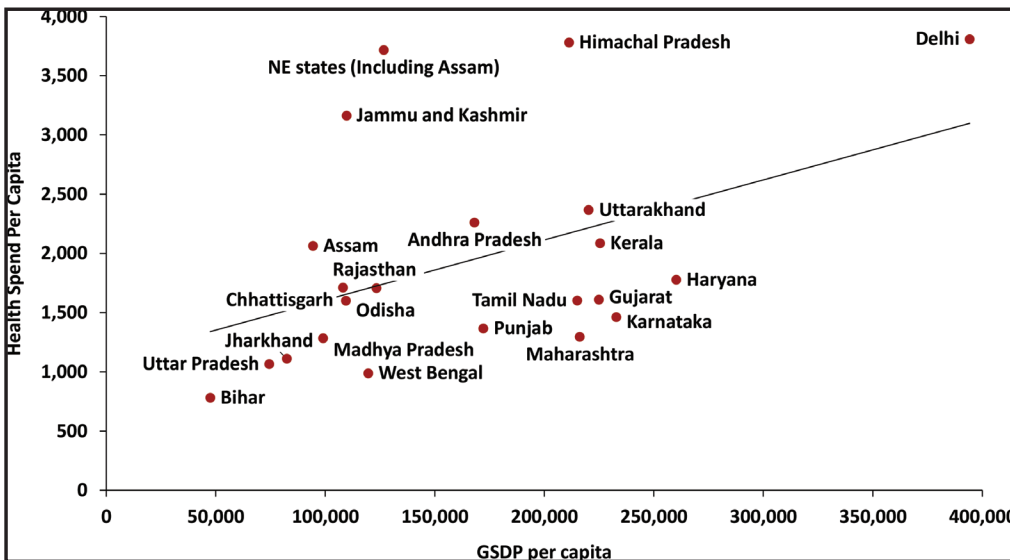 4,000
3,500
3,000
2,500
2,000
1,500
1,000
500
0
Health Spend Per Capita
Himachal Pradesh
Delhi
NE states (Including Assam)
Jammu and Kashmir
Uttarakhand
Andhra Pradesh
Kerala
Assam
Rajasthan
Haryana
Chhattisgarh
Odisha
Tamil Nadu
Gujarat
Karnataka
Punjab
Maharashtra
Jharkhand
Madhya Pradesh
Uttar Pradesh
West Bengal
Bihar
0 50,000 100,000 150,000 200,000 250,000 300,000 350,000 400,000
GSDP per capita